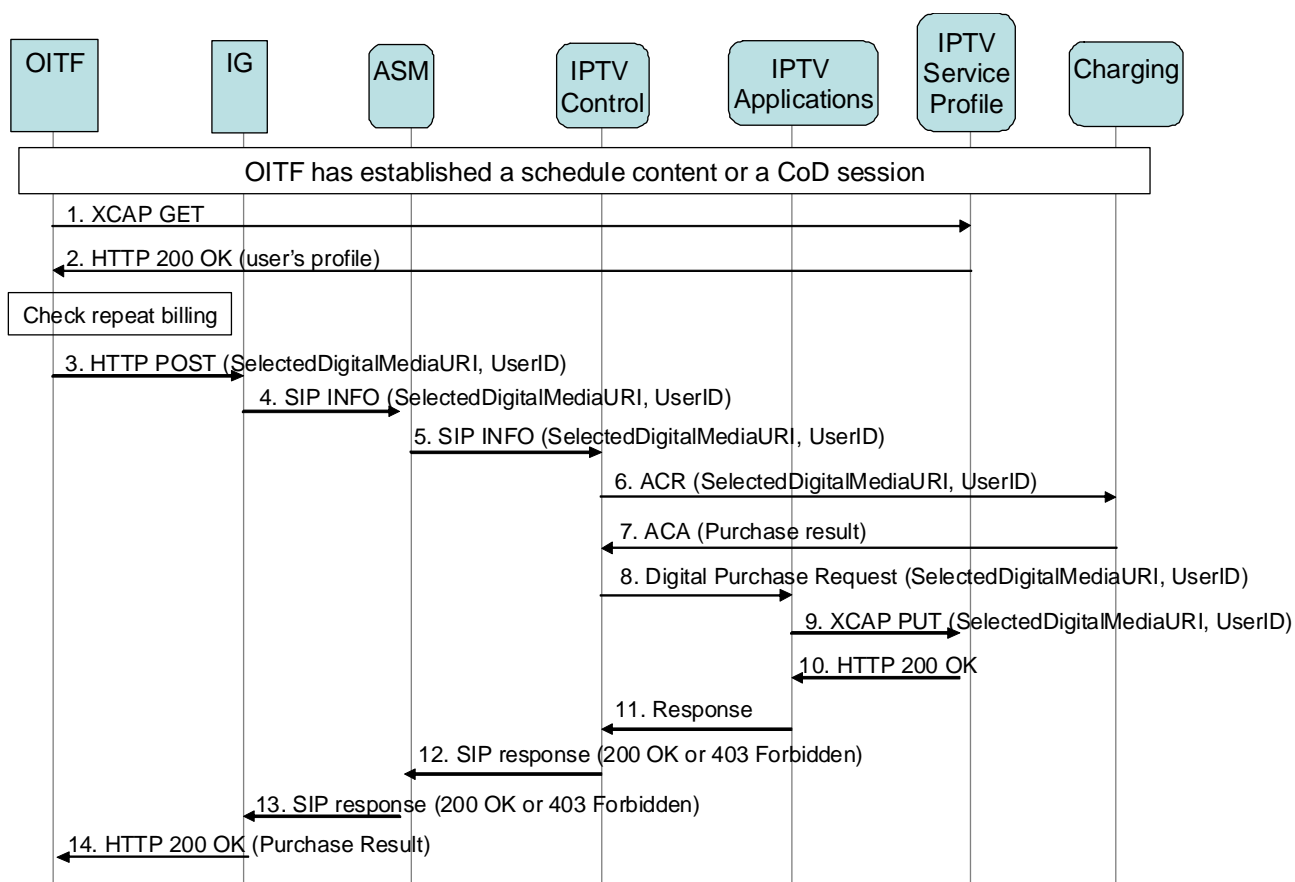 OITF
IG
ASM
IPTV
Control
IPTV
Applications
IPTV
Service
Profile
Charging
OITF has established a schedule content or a CoD session
1. XCAP GET
2. HTTP 200 OK (user's profile)
Check repeat billing
3. HTTP POST (SelectedDigitalMediaURI, UserID)
4. SIP INFO (SelectedDigitalMediaURI, UserID)
5. SIP INFO (SelectedDigitalMediaURI, UserID)
6. ACR (SelectedDigitalMediaURI, UserID)
7. ACA (Purchase result)
8. Digital Purchase Request (SelectedDigitalMediaURI, UserID)
9. XCAP PUT (SelectedDigitalMediaURI, UserID)
10. HTTP 200 OK
11. Response
12. SIP response (200 OK or 403 Forbidden)
13. SIP response (200 OK or 403 Forbidden)
14. HTTP 200 OK (Purchase Result)